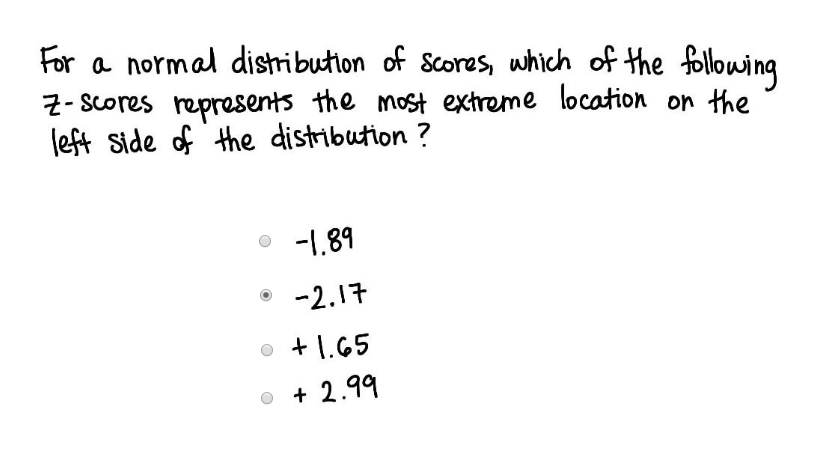 For a normal distribution of scores, which of the following
z-scores represents the most extreme location on the
left side of the distribution?
-1.89
-2.17
+1.65
+2.99